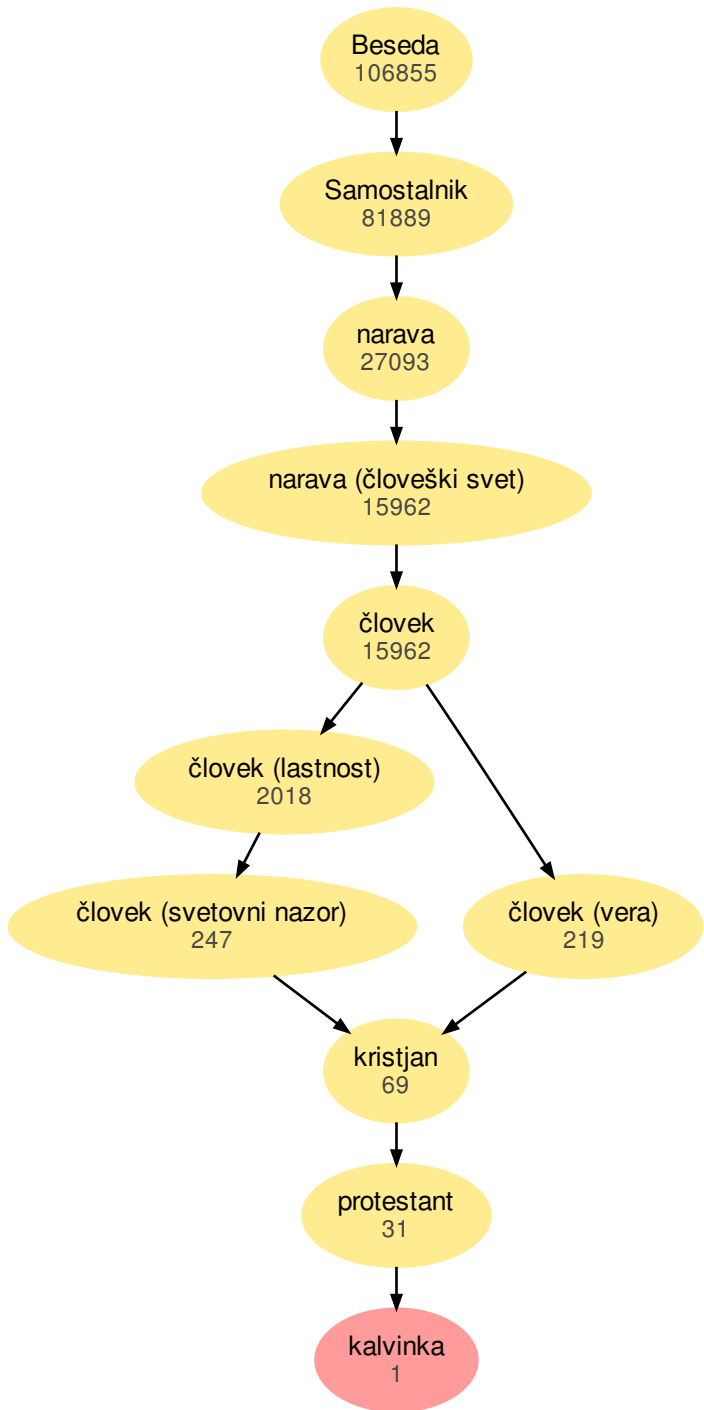 Beseda
106855
Samostalnik
81889
narava
27093
narava (človeški svet)
15962
človek
15962
človek (lastnost)
2018
človek (svetovni nazor)
247
človek (vera)
219
kristjan
69
protestant
31
kalvinka
1